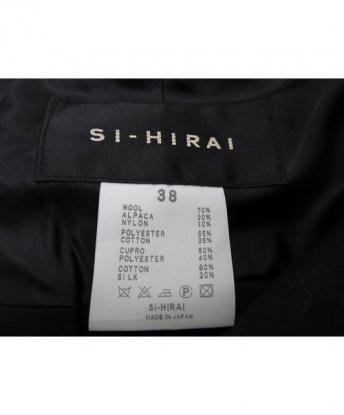 SI-HIRAI
38
WOOL 70%
ALPACA 20%
NYLON 10%
POLYESTER 65%
COTTON 35%
CUPRO 60%
POLYESTER 40%
COTTON 80%
SILK 20%
SI-HIRAI
MADE IN JAPAN